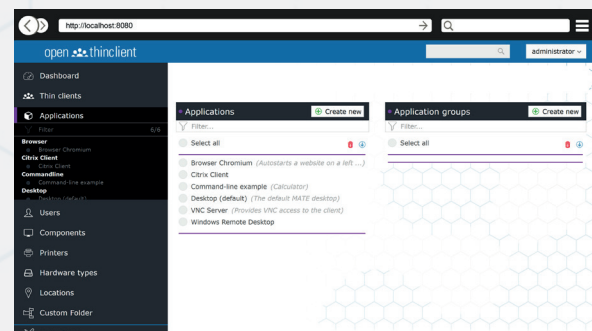 http://localhost:8080
open thinclient
administrator
Dashboard
Thin clients
Applications
Filter 6/6
Browser
Browser Chromium
Citrix Client
Citrix Client
Commandline
Command-line example
Desktop
Desktop (default)
Users
Components
Printers
Hardware types
Locations
Custom Folder
Applications
Create new
Filter...
Select all
Browser Chromium (Autostarts a website on a left ...)
Citrix Client
Command-line example (Calculator)
Desktop (default) (The default MATE desktop)
VNC Server (Provides VNC access to the client)
Windows Remote Desktop
Application groups
Create new
Filter...
Select all